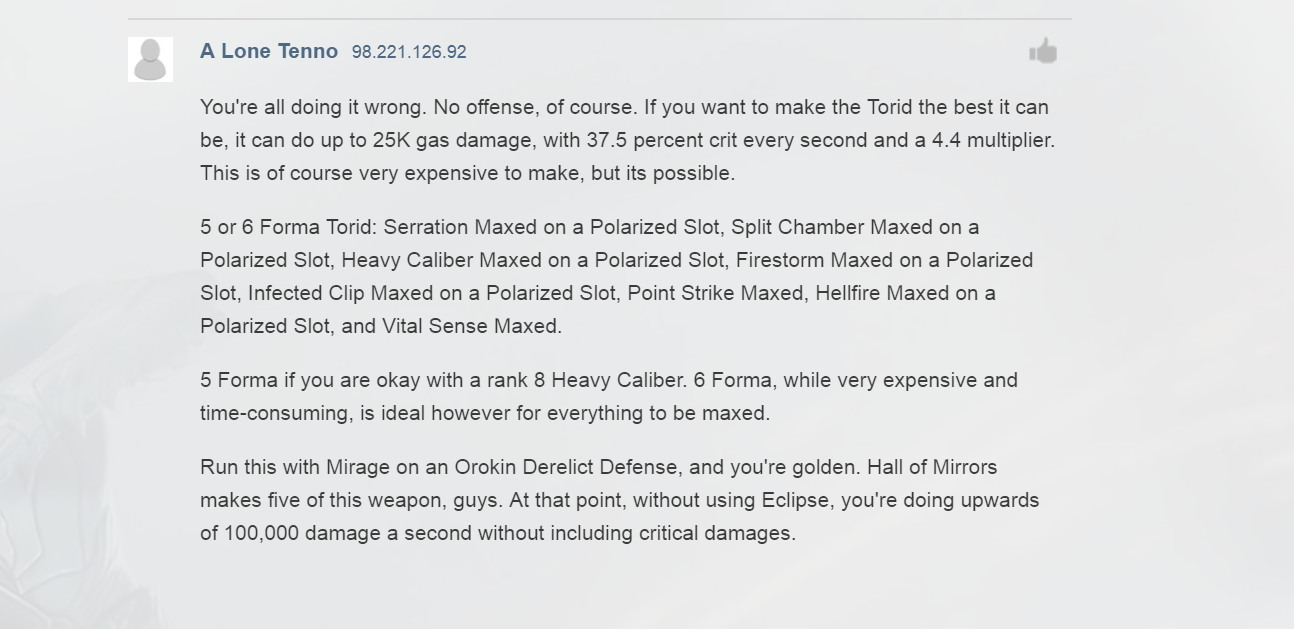 A Lone Tenno 98.221.126.92
You're all doing it wrong. No offense, of course. If you want to make the Torid the best it can
be, it can do up to 25K gas damage, with 37.5 percent crit every second and a 4.4 multiplier.
This is of course very expensive to make, but its possible.
5 or 6 Forma Torid: Serration Maxed on a Polarized Slot, Split Chamber Maxed on a
Polarized Slot, Heavy Caliber Maxed on a Polarized Slot, Firestorm Maxed on a Polarized
Slot, Infected Clip Maxed on a Polarized Slot, Point Strike Maxed, Hellfire Maxed on a
Polarized Slot, and Vital Sense Maxed.
5 Forma if you are okay with a rank 8 Heavy Caliber. 6 Forma, while very expensive and
time-consuming, is ideal however for everything to be maxed.
Run this with Mirage on an Orokin Derelict Defense, and you're golden. Hall of Mirrors
makes five of this weapon, guys. At that point, without using Eclipse, you're doing upwards
of 100,000 damage a second without including critical damages.